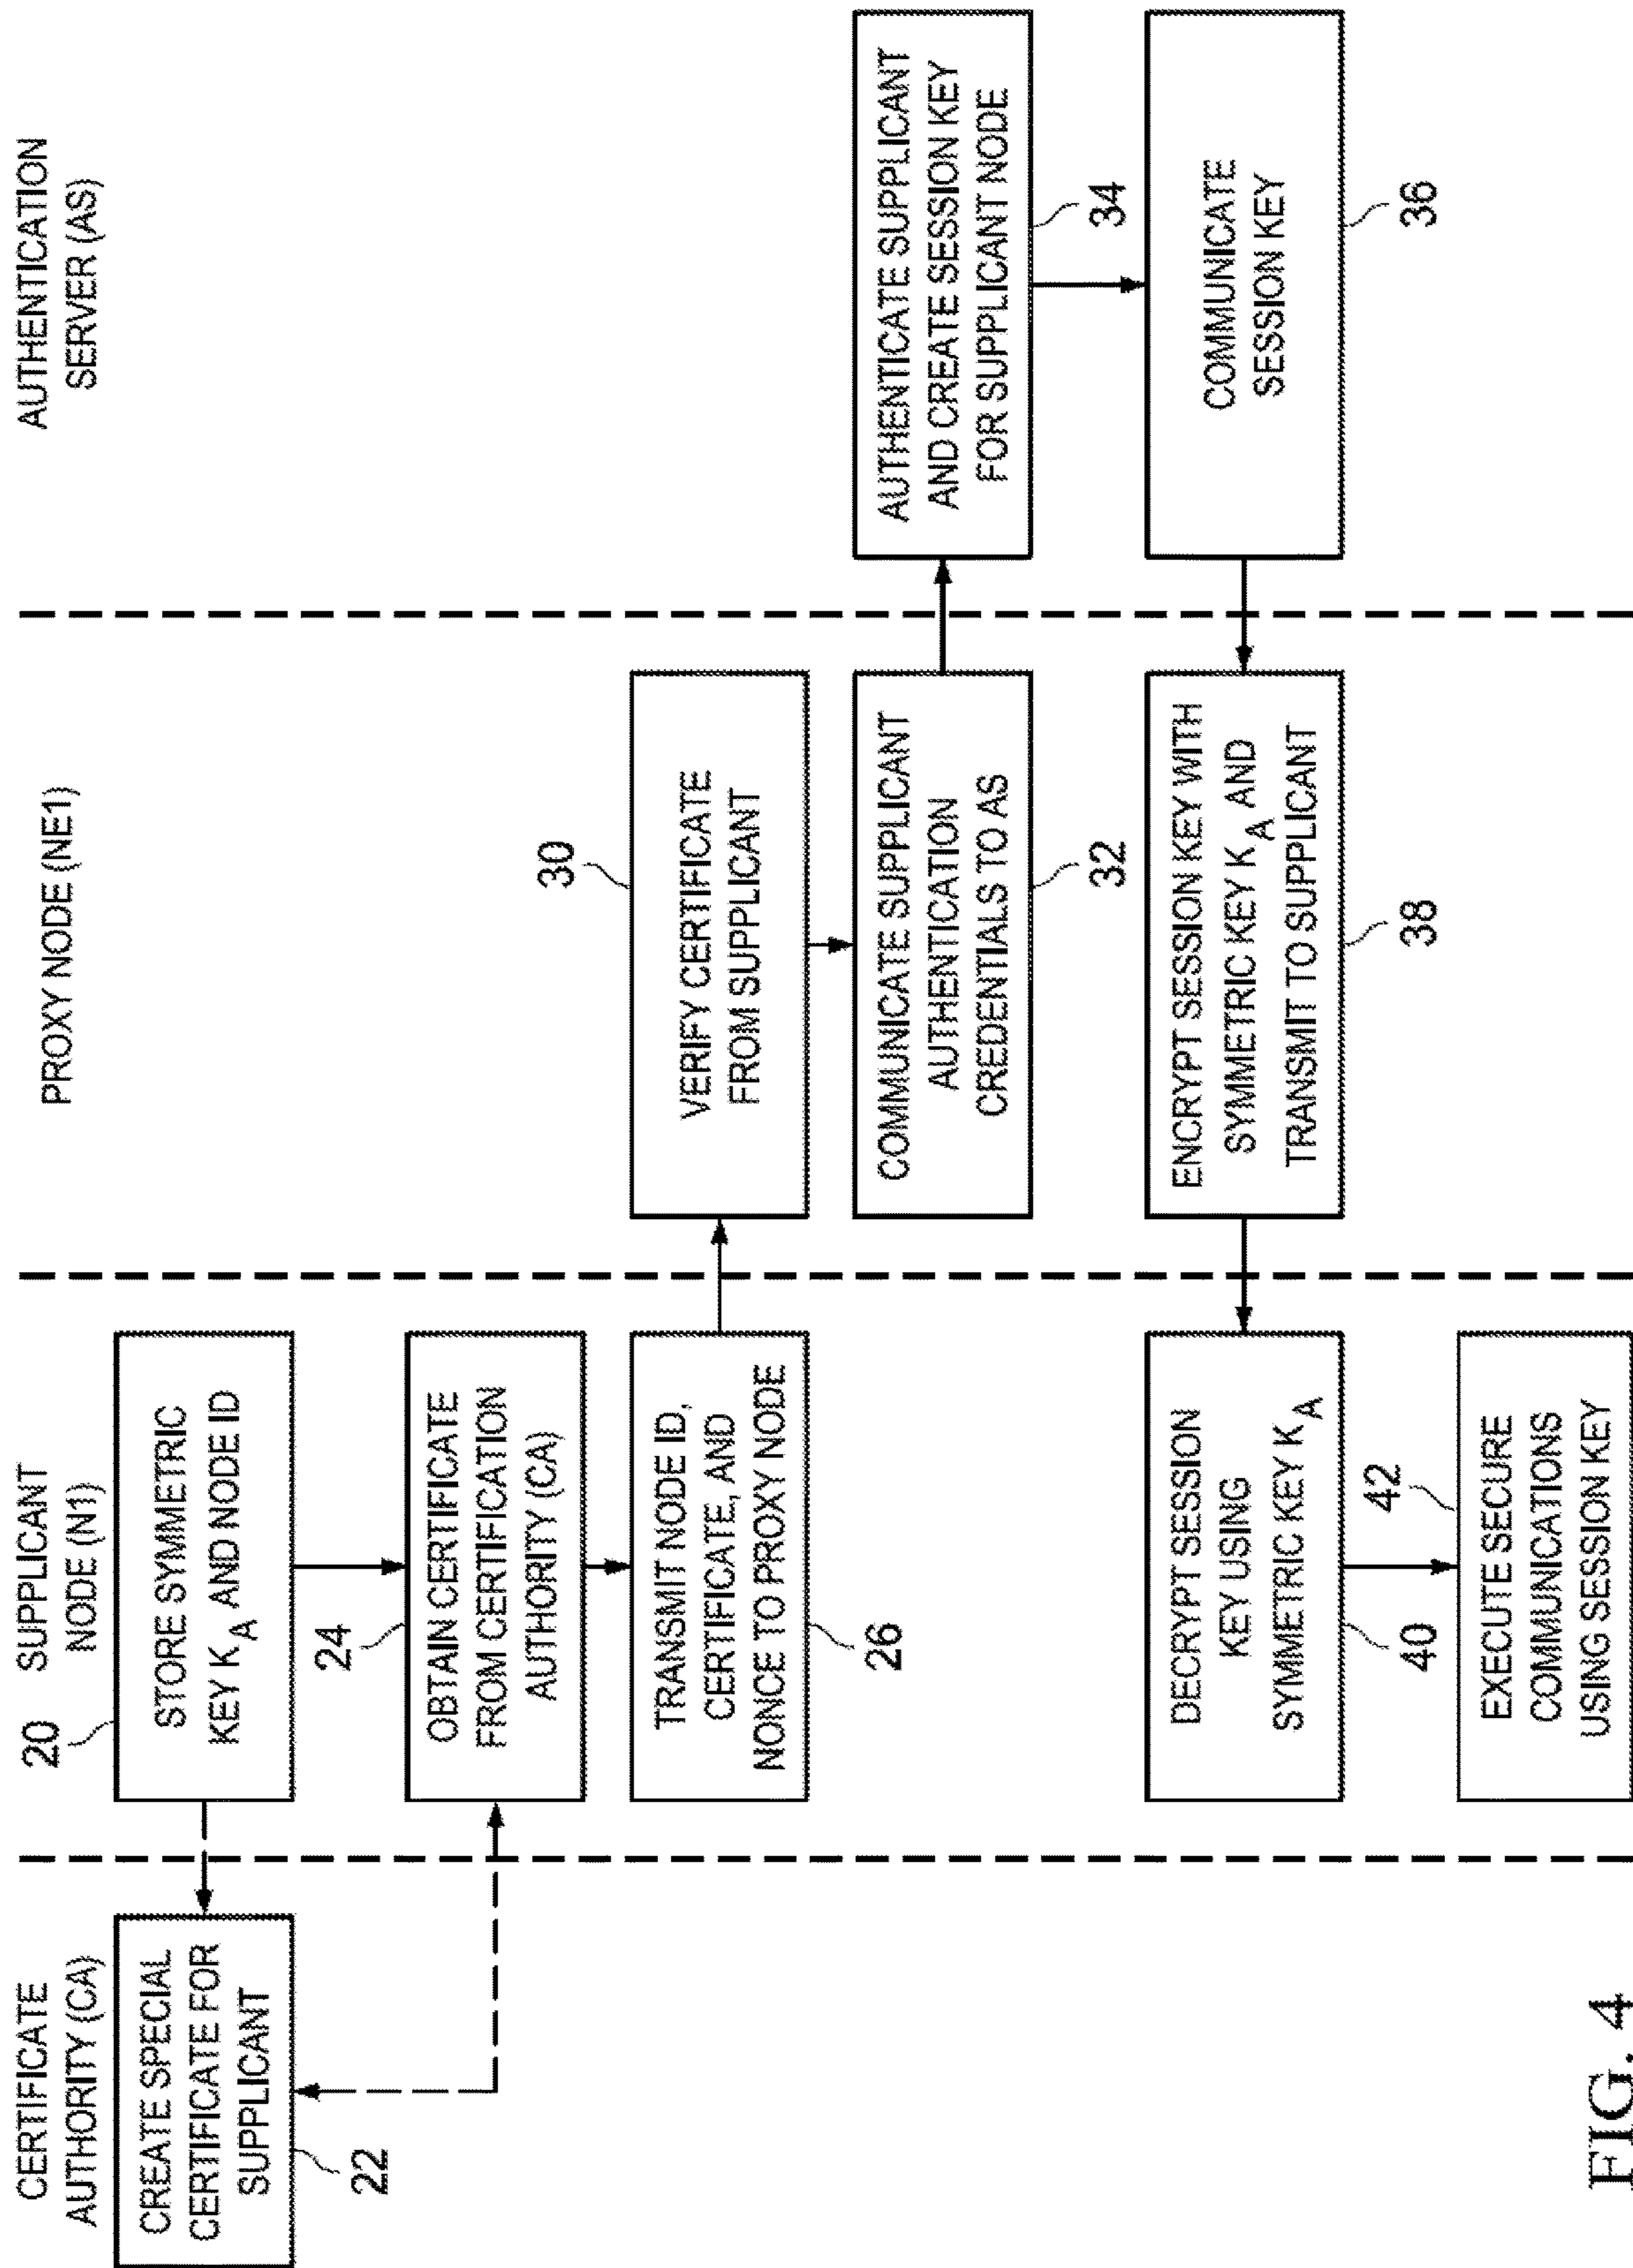 CERTIFICATE
AUTHORITY (CA)
SUPPLICANT
NODE (N1)
PROXY NODE (NE1)
AUTHENTICATION
SERVER (AS)
CREATE SPECIAL
CERTIFICATE FOR
SUPPLICANT
22
20
STORE SYMMETRIC
KEY K_A AND NODE ID
24
OBTAIN CERTIFICATE
FROM CERTIFICATION
AUTHORITY (CA)
TRANSMIT NODE ID,
CERTIFICATE, AND
NONCE TO PROXY NODE
26
30
VERIFY CERTIFICATE
FROM SUPPLICANT
COMMUNICATE SUPPLICANT
AUTHENTICATION
CREDENTIALS TO AS
32
AUTHENTICATE SUPPLICANT
AND CREATE SESSION KEY
FOR SUPPLICANT NODE
34
COMMUNICATE
SESSION KEY
36
ENCRYPT SESSION KEY WITH
SYMMETRIC KEY K_A AND
TRANSMIT TO SUPPLICANT
38
DECRYPT SESSION
KEY USING
SYMMETRIC KEY K_A
40
42
EXECUTE SECURE
COMMUNICATIONS
USING SESSION KEY
FIG. 4